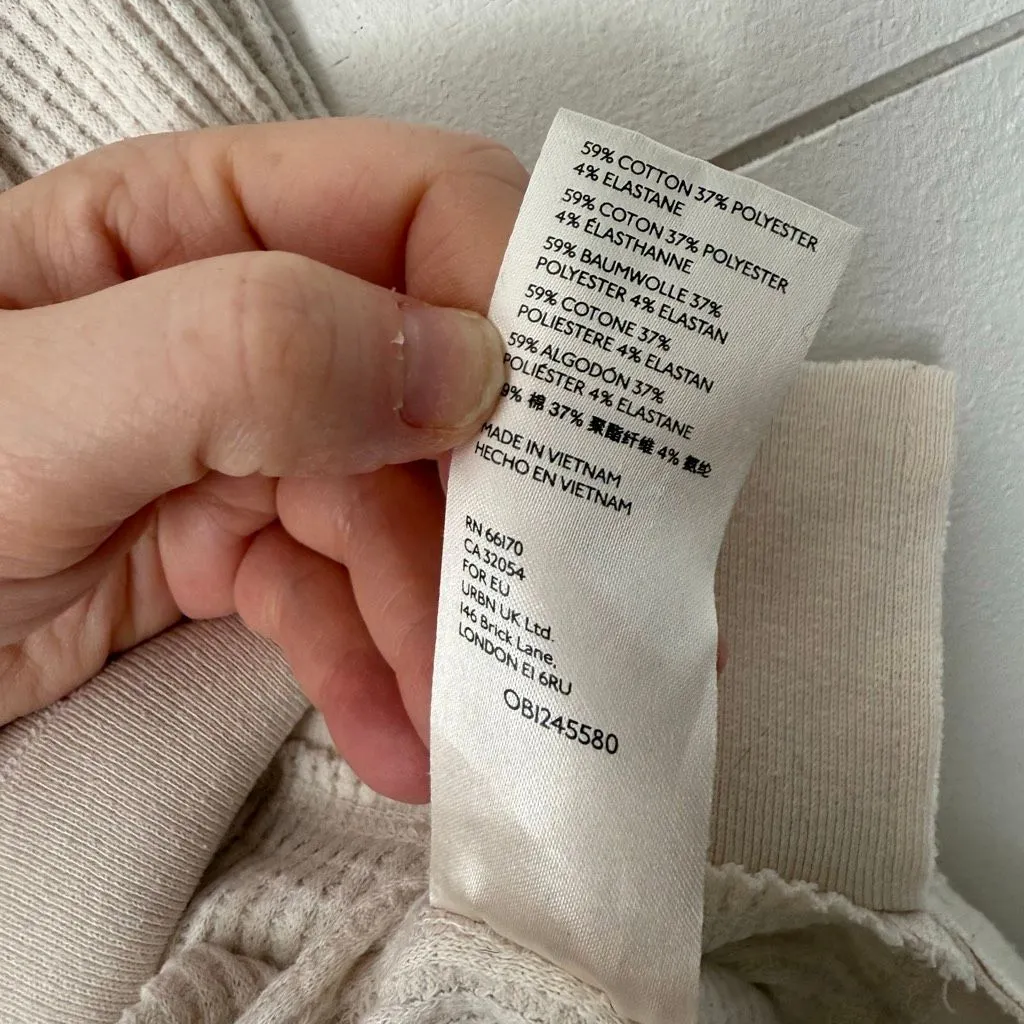 59% COTTON 37% POLYESTER
4% ELASTANE
59% COTON 37% POLYESTER
4% ÉLASTHANNE
59% BAUMWOLLE 37%
POLYESTER 4% ELASTAN
59% COTONE 37%
POLIESTERE 4% ELASTAN
59% ALGODÓN 37%
POLIÉSTER 4% ELASTANE
9% 棉 37% 聚酯纤维 4% 氨纶
MADE IN VIETNAM
HECHO EN VIETNAM
RN 66170
CA 32054
FOR EU
URBN UK Ltd.
146 Brick Lane,
LONDON E1 6RU
OB1245580